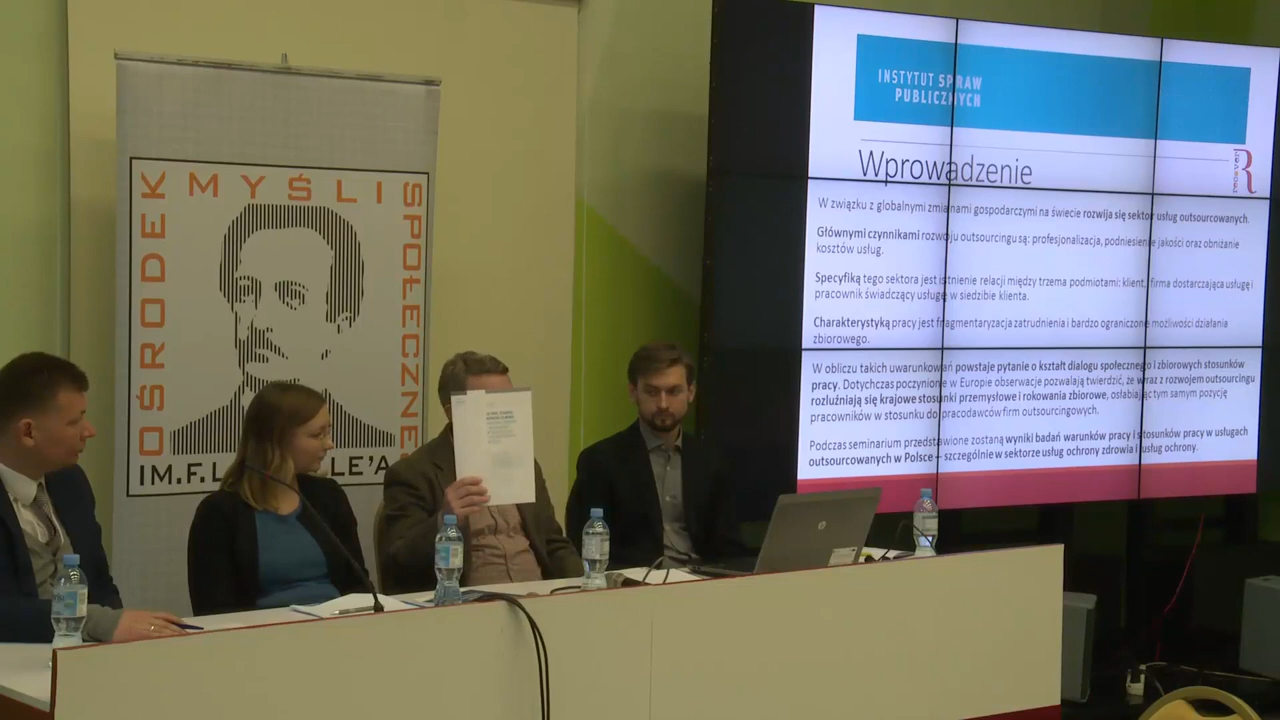 OŚRODEK MYŚLI SPOŁECZNE
IM.F. LE'A
INSTYTUT SPRAW
PUBLICZNYCH
Wprowadzenie
W związku z globalnymi zmianami gospodarczymi na świecie rozwija się sektor usług outsourcowanych.
Głównymi czynnikami rozwoju outsourcingu są: profesjonalizacja, podniesienie jakości oraz obniżanie
kosztów usług.
Specyfiką tego sektora jest istnienie relacji między trzema podmiotami: klient, firma dostarczająca usługę i
pracownik świadczący usługę w siedzibie klienta.
Charakterystyką pracy jest fragmentaryzacja zatrudnienia i bardzo ograniczone możliwości działania
zbiorowego.
W obliczu takich uwarunkowań powstaje pytanie o kształt dialogu społecznego i zbiorowych stosunków
pracy. Dotychczas poczynione w Europie obserwacje pozwalają twierdzić, że wraz z rozwojem outsourcingu
rozluźniają się krajowe stosunki przemysłowe i rokowania zbiorowe, osłabiając tym samym pozycję
pracowników w stosunku do pracodawców firm outsourcingowych.
Podczas seminarium przedstawione zostaną wyniki badań warunków pracy i stosunków pracy w usługach
outsourcowanych w Polsce – szczególnie w sektorze usług ochrony zdrowia i usług ochrony.
hp